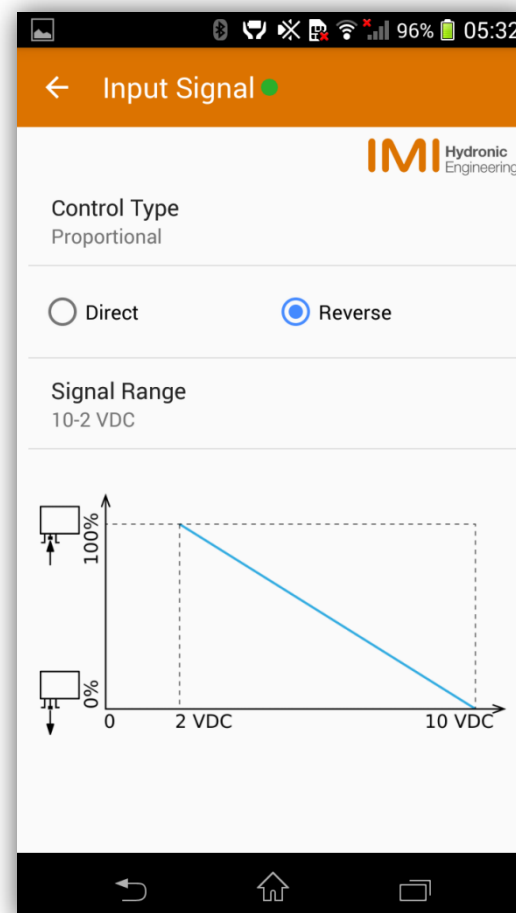 96% 05:32
Input Signal
IMI Hydronic
Engineering
Control Type
Proportional
Direct Reverse
Signal Range
10-2 VDC
100%
0%
0 2 VDC 10 VDC